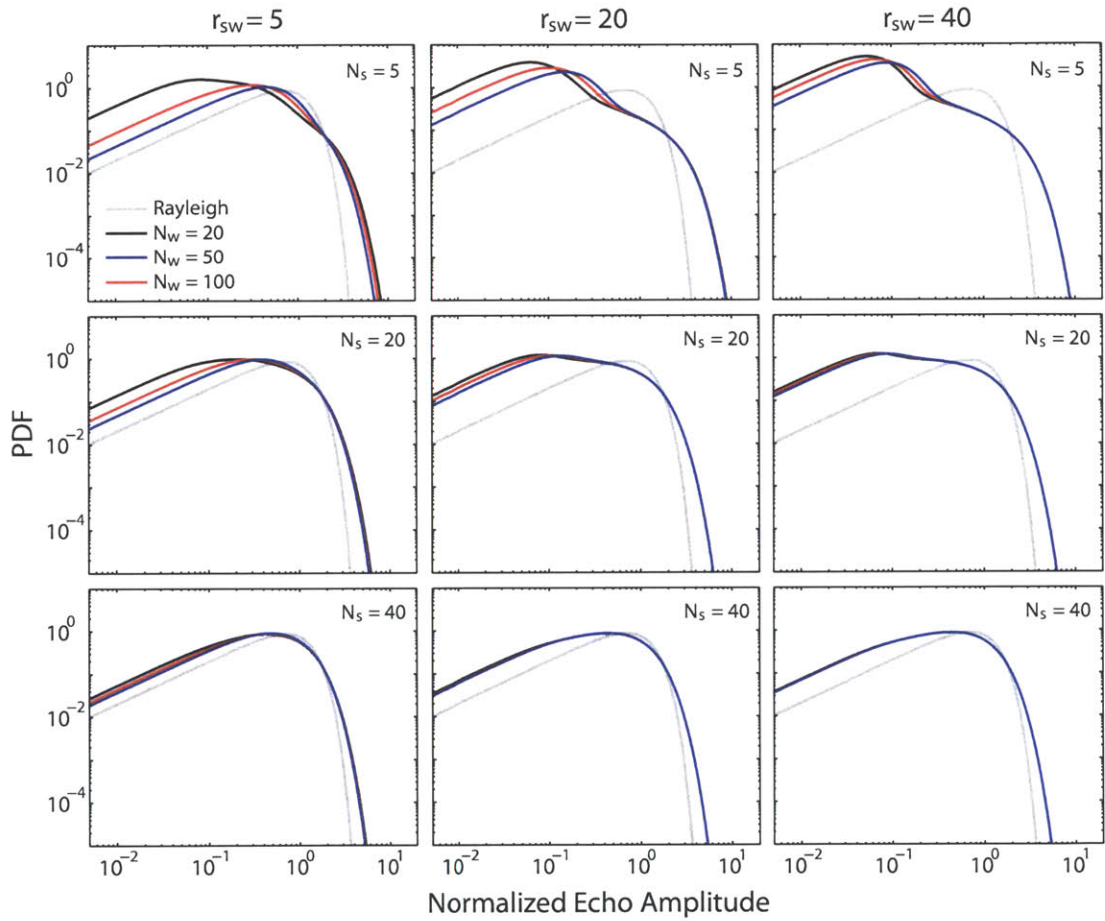 r_sw = 5
r_sw = 20
r_sw = 40
N_s = 5
N_s = 5
N_s = 5
10^0
10^−2
10^−4
Rayleigh
N_w = 20
N_w = 50
N_w = 100
N_s = 20
N_s = 20
N_s = 20
10^0
10^−2
10^−4
PDF
N_s = 40
N_s = 40
N_s = 40
10^0
10^−2
10^−4
10^−2 10^−1 10^0 10^1
10^−2 10^−1 10^0 10^1
10^−2 10^−1 10^0 10^1
Normalized Echo Amplitude